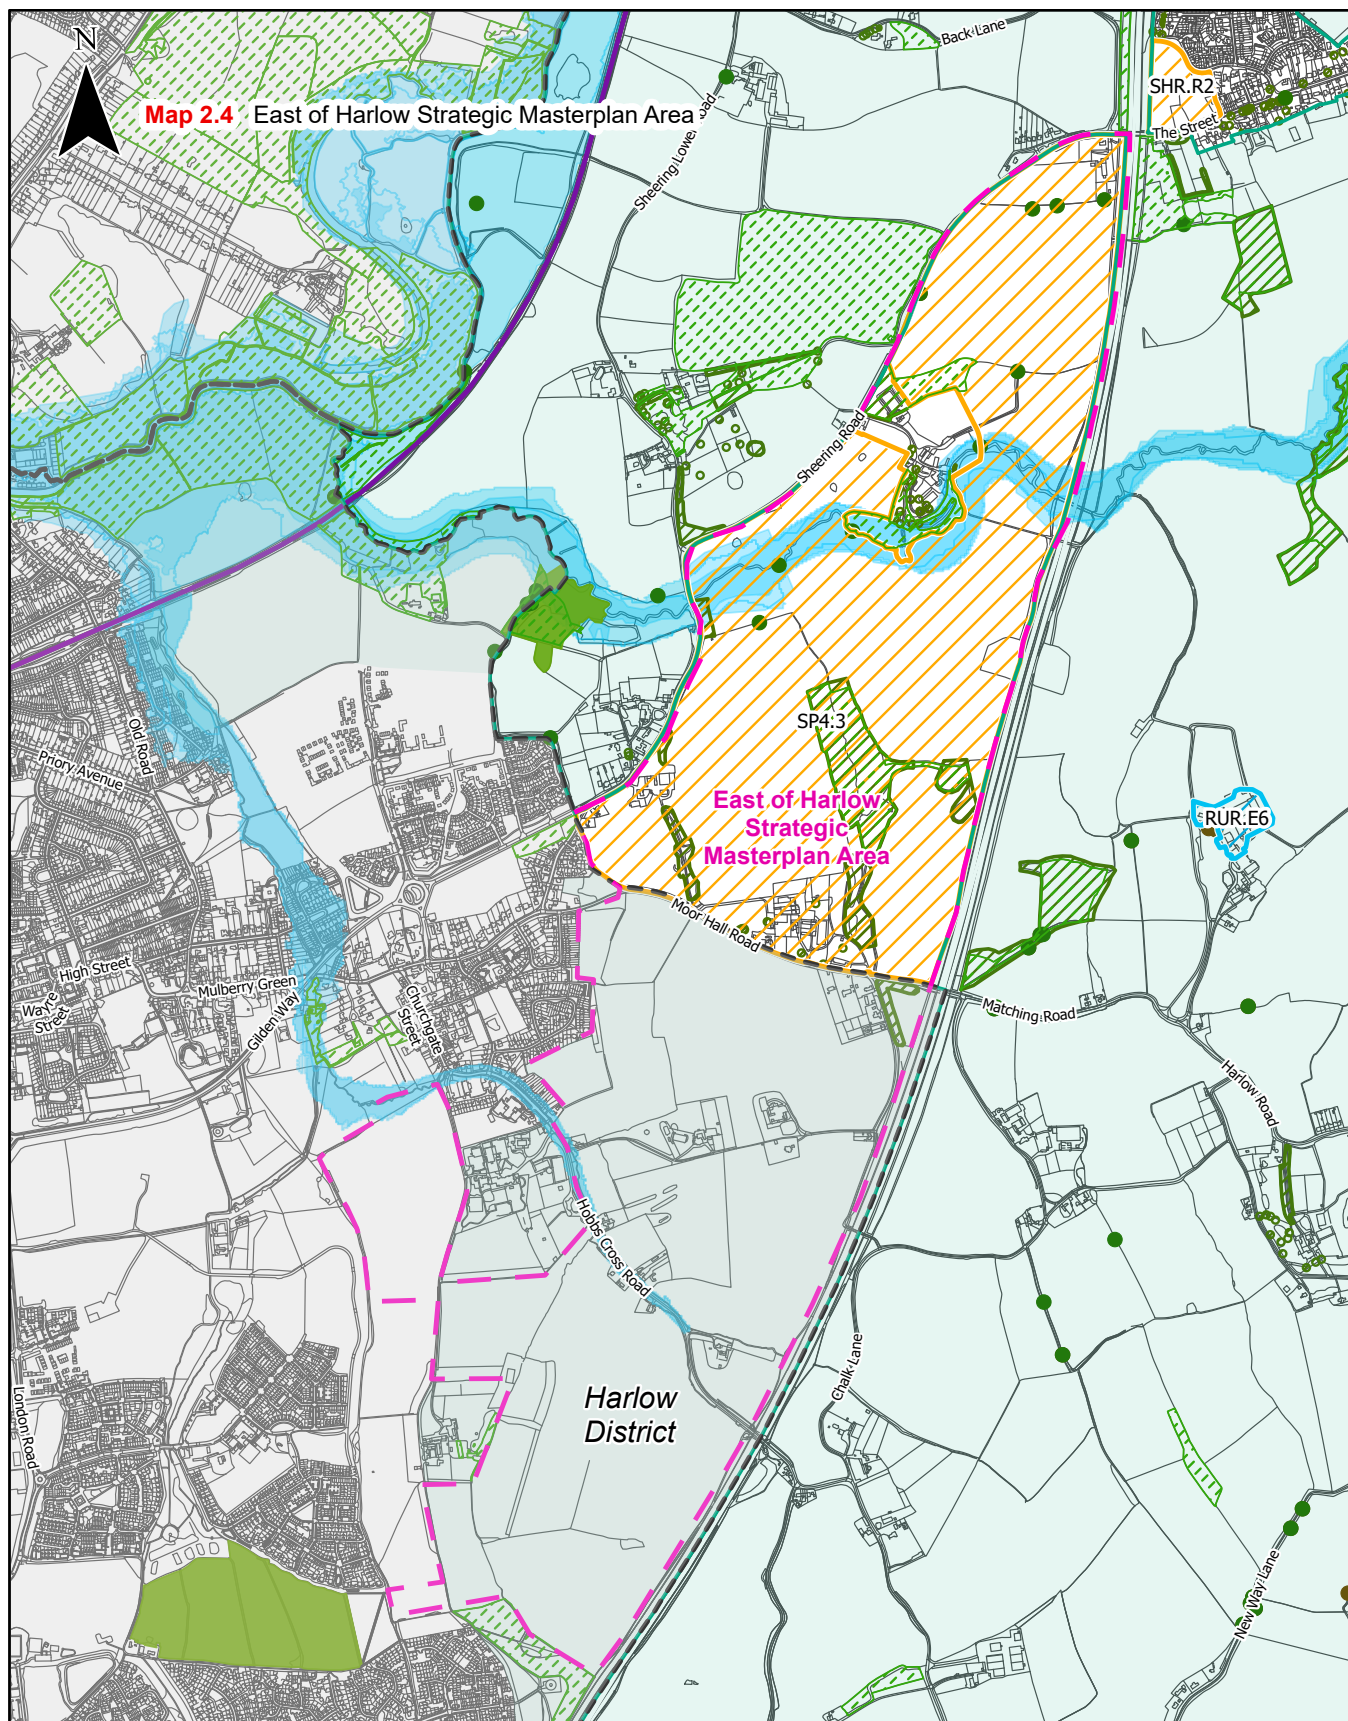 N
Map 2.4 East of Harlow Strategic Masterplan Area
Back Lane
SHR.R2
The Street
Sheering Lower Road
Sheering Road
SP4.3
East of Harlow
Strategic
Masterplan Area
RUR.E6
Old Road
Priory Avenue
Moor Hall Road
High Street
Wayre
Street
Mulberry Green
Gilden Way
Churchgate
Street
Matching Road
Harlow Road
Hobbs Cross Road
Chalk Lane
London Road
Harlow
District
New Way Lane